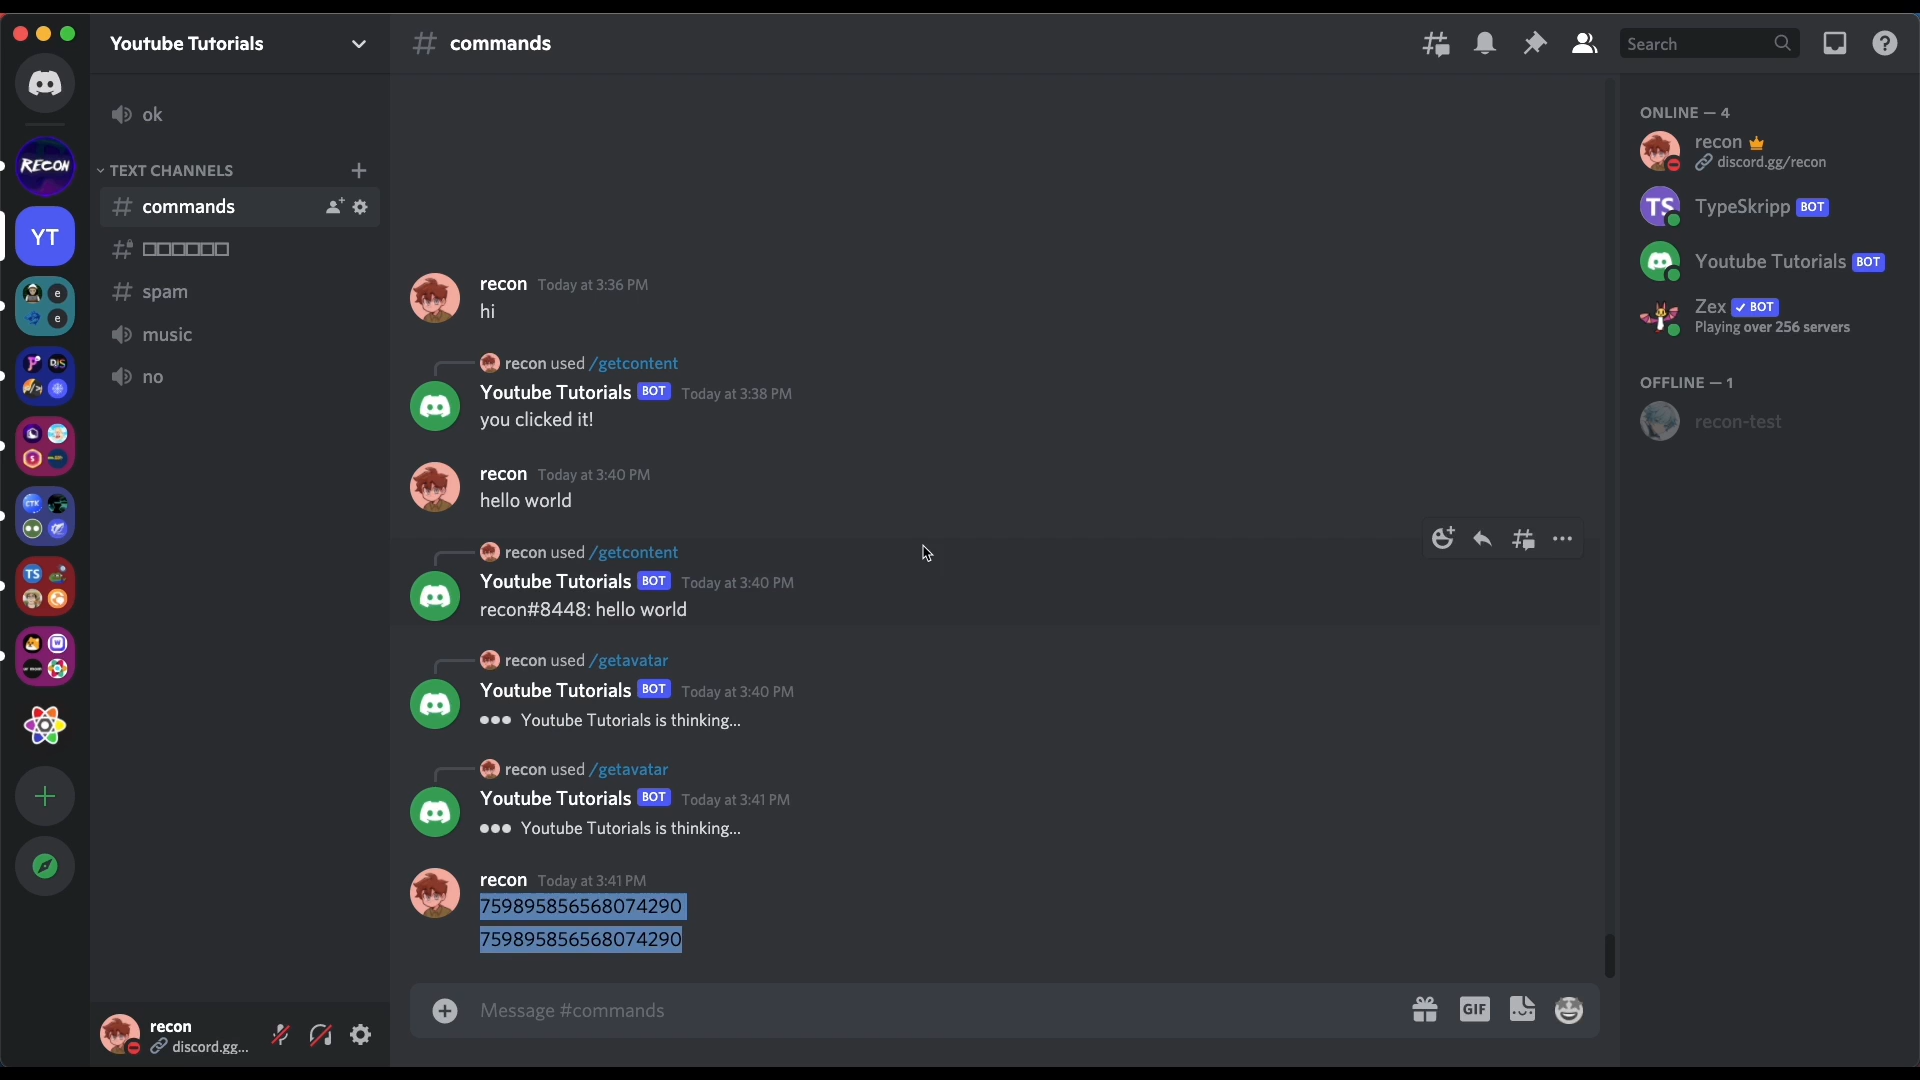 Youtube Tutorials
# commands
Search
ok
TEXT CHANNELS
commands
spam
music
no
RECON
YT
recon Today at 3:36 PM
hi
recon used /getcontent
Youtube Tutorials BOT Today at 3:38 PM
you clicked it!
recon Today at 3:40 PM
hello world
recon used /getcontent
Youtube Tutorials BOT Today at 3:40 PM
recon#8448: hello world
recon used /getavatar
Youtube Tutorials BOT Today at 3:40 PM
Youtube Tutorials is thinking...
recon used /getavatar
Youtube Tutorials BOT Today at 3:41 PM
Youtube Tutorials is thinking...
recon Today at 3:41 PM
759895856568074290
759895856568074290
Message #commands
GIF
recon
discord.gg...
ONLINE — 4
recon
discord.gg/recon
TS
TypeSkripp BOT
Youtube Tutorials BOT
Zex ✓ BOT
Playing over 256 servers
OFFLINE — 1
recon-test